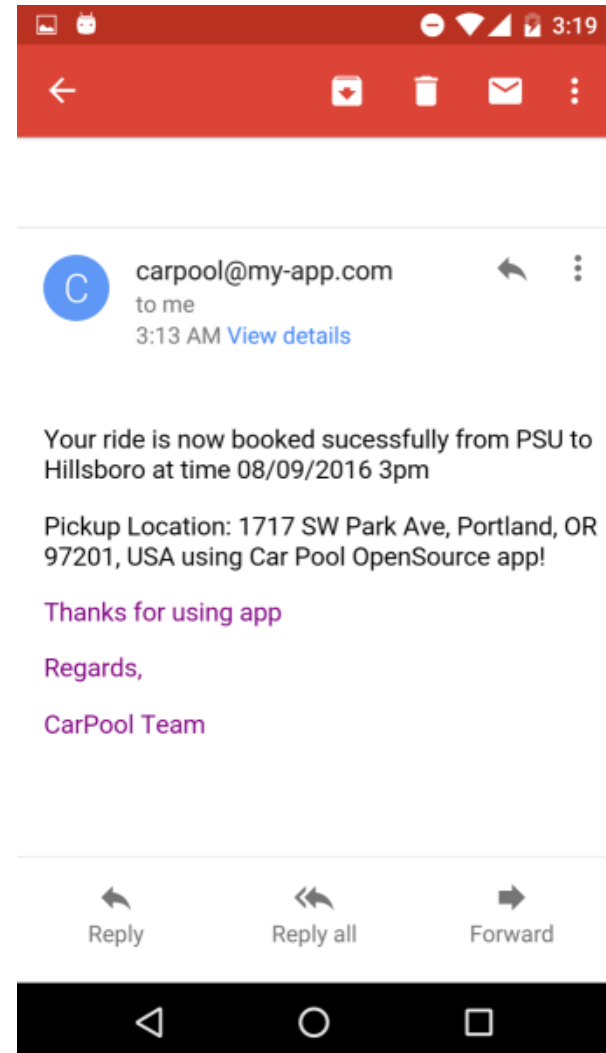 3:19
C
carpool@my-app.com
to me
3:13 AM View details
Your ride is now booked sucessfully from PSU to
Hillsboro at time 08/09/2016 3pm
Pickup Location: 1717 SW Park Ave, Portland, OR
97201, USA using Car Pool OpenSource app!
Thanks for using app
Regards,
CarPool Team
Reply Reply all Forward